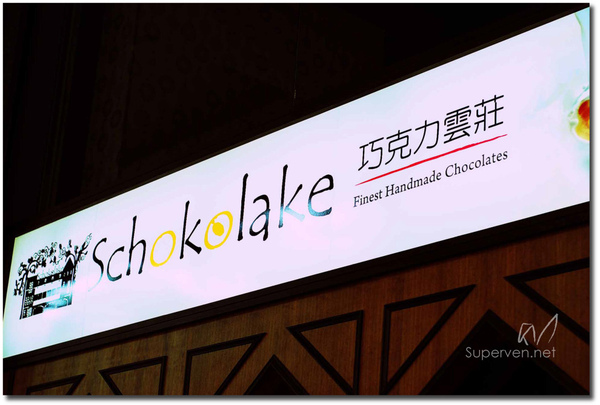 Schokolake
巧克力雲莊
Finest Handmade Chocolates
Superven.net